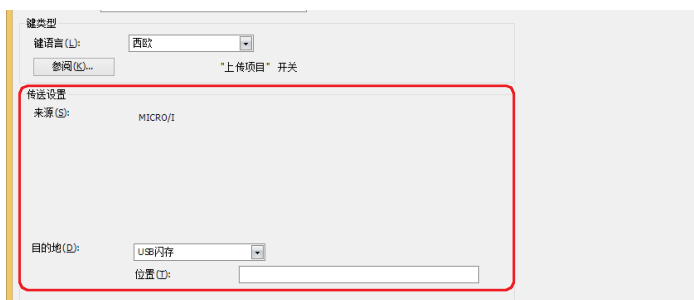 键类型
键语言(L): 西欧
参阅(K)... "上传项目" 开关
传送设置
来源(S): MICRO/I
目的地(D): USB闪存
位置(T):